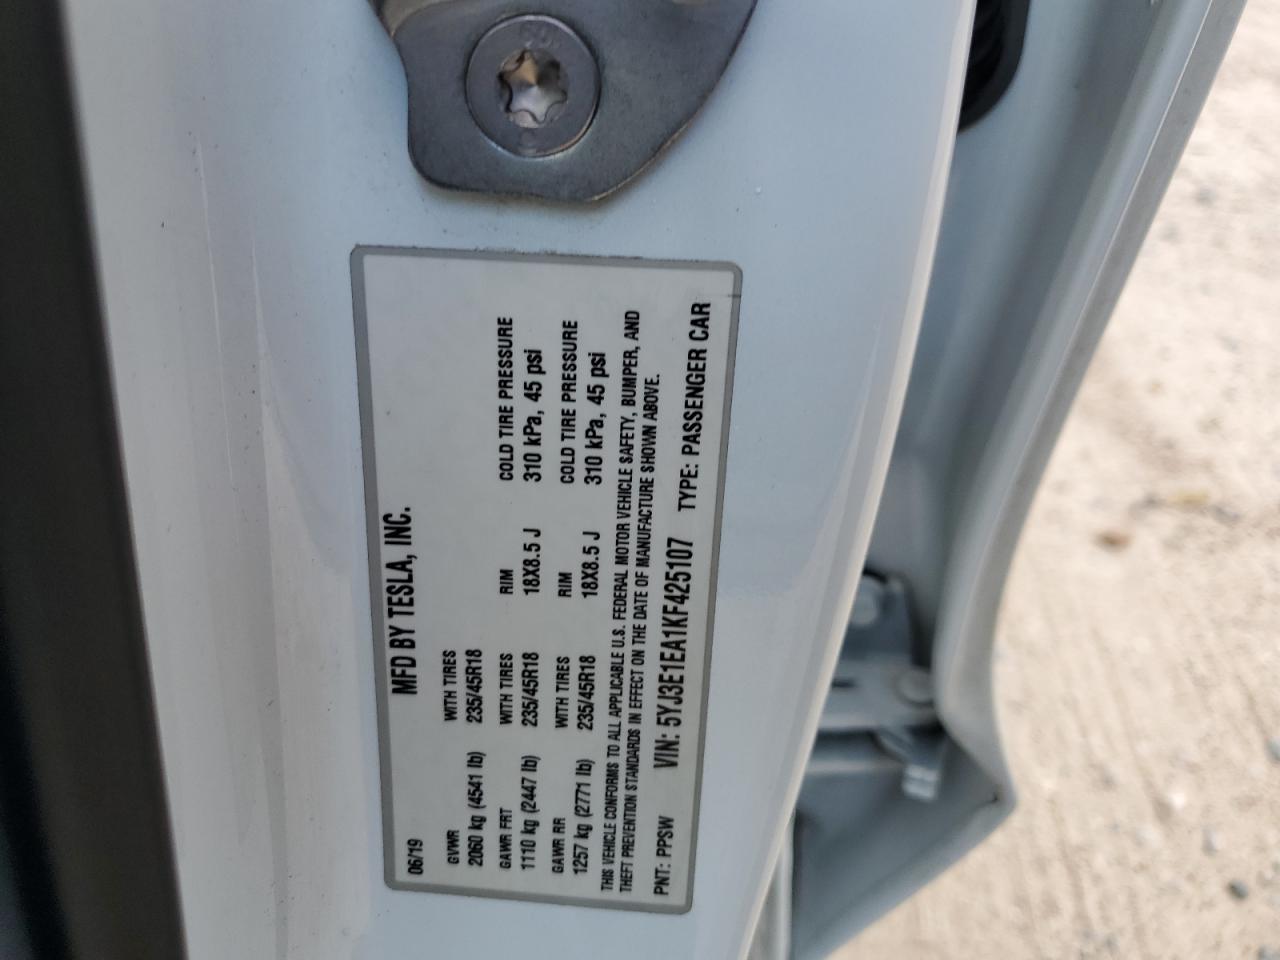 MFD BY TESLA, INC.
06/19
GVWR WITH TIRES
2060 kg (4541 lb) 235/45R18
GAWR FRT WITH TIRES RIM COLD TIRE PRESSURE
1110 kg (2447 lb) 235/45R18 18X8.5 J 310 kPa, 45 psi
GAWR RR WITH TIRES RIM COLD TIRE PRESSURE
1257 kg (2771 lb) 235/45R18 18X8.5 J 310 kPa, 45 psi
THIS VEHICLE CONFORMS TO ALL APPLICABLE U.S. FEDERAL MOTOR VEHICLE SAFETY, BUMPER, AND
THEFT PREVENTION STANDARDS IN EFFECT ON THE DATE OF MANUFACTURE SHOWN ABOVE.
PNT: PPSW VIN: 5YJ3E1EA1KF425107 TYPE: PASSENGER CAR